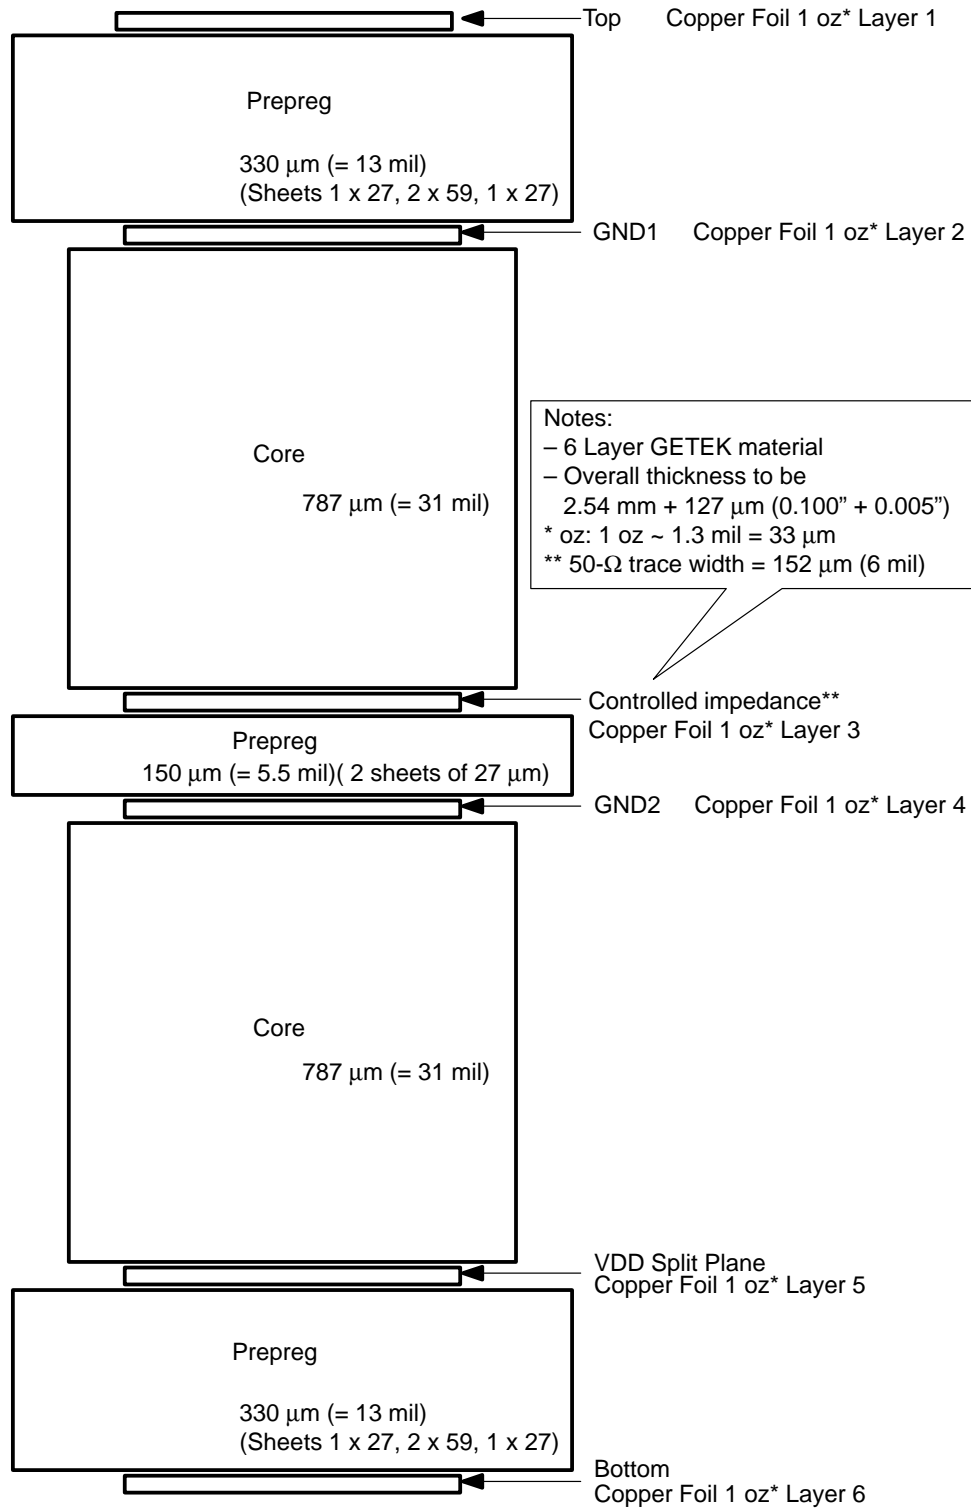 Top Copper Foil 1 oz* Layer 1
Prepreg
330 μm (= 13 mil)
(Sheets 1 x 27, 2 x 59, 1 x 27)
GND1 Copper Foil 1 oz* Layer 2
Core
787 μm (= 31 mil)
Notes:
– 6 Layer GETEK material
– Overall thickness to be
2.54 mm + 127 μm (0.100” + 0.005”)
* oz: 1 oz ~ 1.3 mil = 33 μm
** 50-Ω trace width = 152 μm (6 mil)
Controlled impedance**
Copper Foil 1 oz* Layer 3
Prepreg
150 μm (= 5.5 mil)( 2 sheets of 27 μm)
GND2 Copper Foil 1 oz* Layer 4
Core
787 μm (= 31 mil)
VDD Split Plane
Copper Foil 1 oz* Layer 5
Prepreg
330 μm (= 13 mil)
(Sheets 1 x 27, 2 x 59, 1 x 27)
Bottom
Copper Foil 1 oz* Layer 6